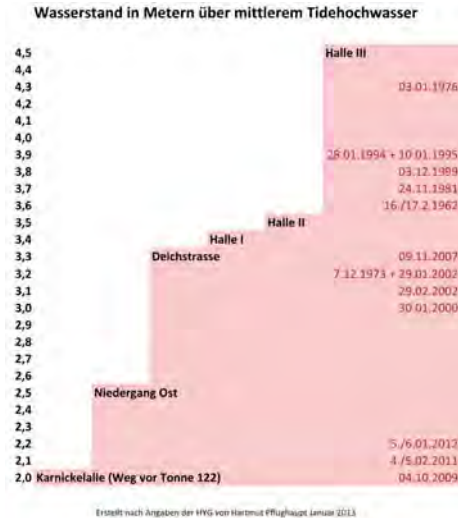 Wasserstand in Metern über mittlerem Tidehochwasser
4,5 Halle III
4,4
4,3 03.01.1976
4,2
4,1
4,0
3,9 28.01.1994 + 10.01.1995
3,8 03.12.1989
3,7 24.11.1981
3,6 16./17.2.1962
3,5 Halle II
3,4 Halle I
3,3 Deichstrasse 09.11.2007
3,2 7.12.1973 + 29.01.2002
3,1 29.02.2002
3,0 30.01.2000
2,9
2,8
2,7
2,6
2,5 Niedergang Ost
2,4
2,3
2,2 5./6.01.2012
2,1 4./5.02.2011
2,0 Karnickelalle (Weg vor Tonne 122) 04.10.2009
Erstellt nach Angaben der HYG von Hartmut Pflughaupt Januar 2013